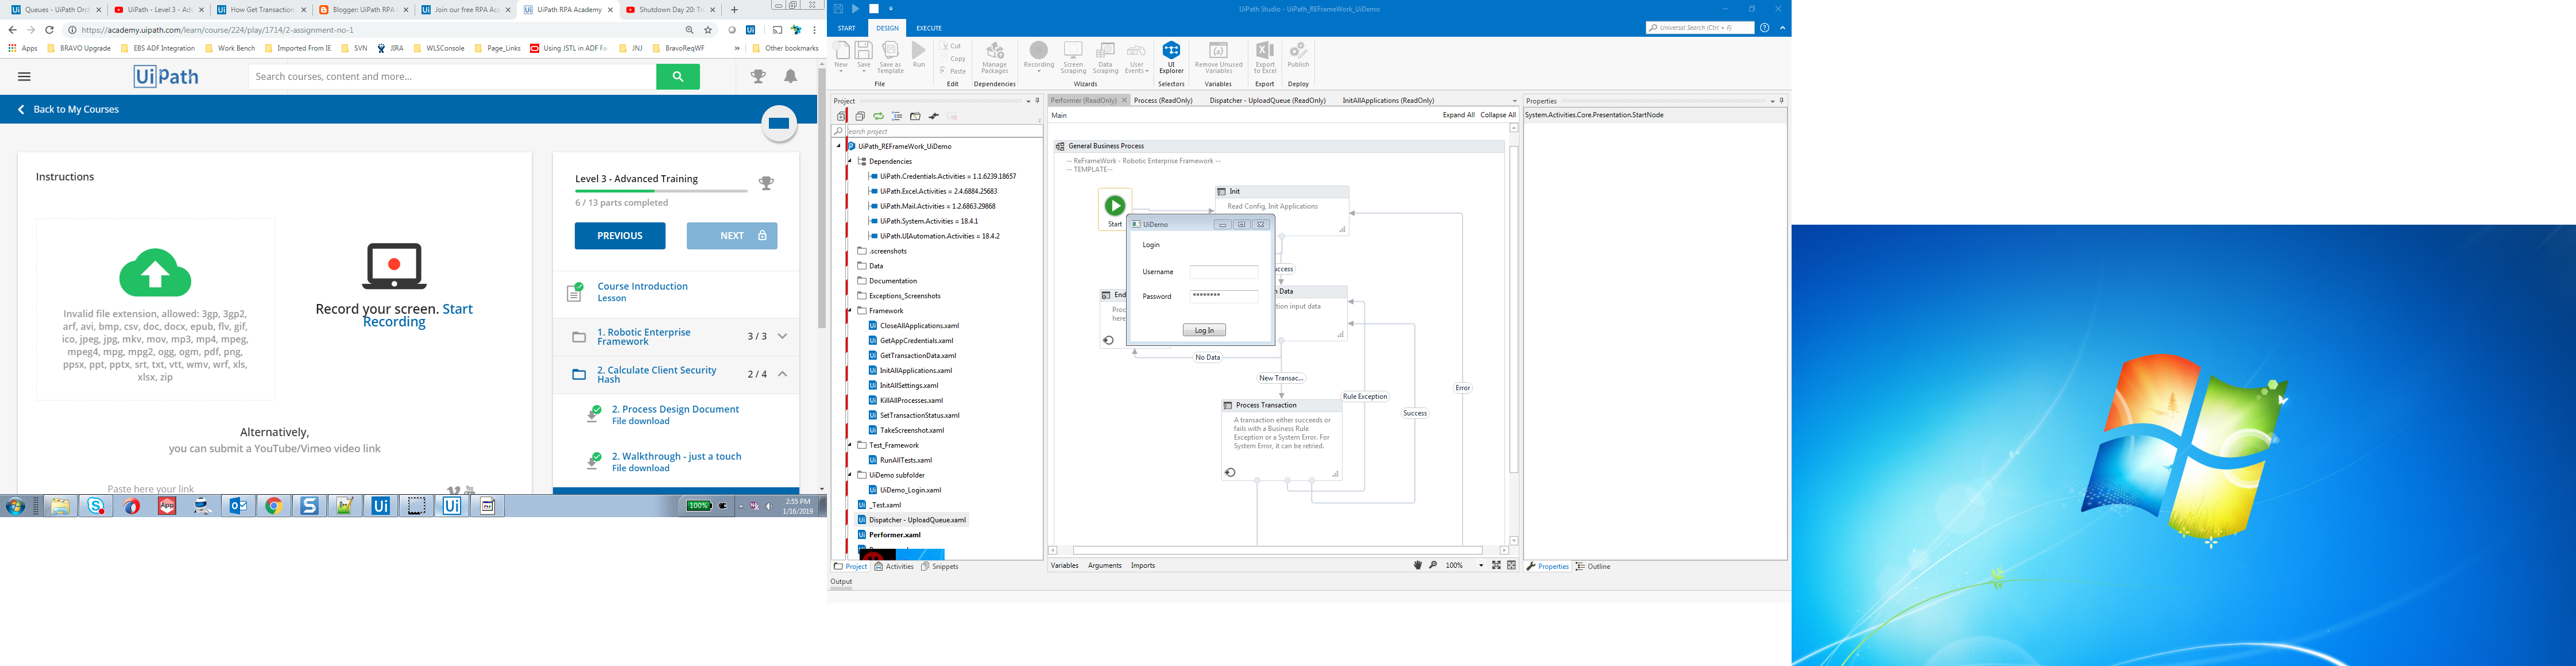 Queues - UiPath Orch
UiPath - Level 3 - Adv
How Get Transaction
Blogger: UiPath RPA
Join our free RPA Aca
UiPath RPA Academy
Shutdown Day 20: Tr
https://academy.uipath.com/learn/course/224/play/1714/2-assignment-no-1
Apps
BRAVO Upgrade
EBS ADF Integration
Work Bench
Imported From IE
SVN
JIRA
WLSConsole
Page_Links
Using JSTL in ADF Fa
JNJ
BravoReqWF
Other bookmarks
UiPath
Search courses, content and more...
Back to My Courses
Instructions
Invalid file extension, allowed: 3gp, 3gp2,
arf, avi, bmp, csv, doc, docx, epub, flv, gif,
ico, jpeg, jpg, mkv, mov, mp3, mp4, mpeg,
mpeg4, mpg, mpg2, ogg, ogm, pdf, png,
ppsx, ppt, pptx, srt, txt, vtt, wmv, wrf, xls,
xlsx, zip
Record your screen. Start
Recording
Alternatively,
you can submit a YouTube/Vimeo video link
Paste here your link
Level 3 - Advanced Training
6 / 13 parts completed
PREVIOUS
NEXT
Course Introduction
Lesson
1. Robotic Enterprise
Framework
3 / 3
2. Calculate Client Security
Hash
2 / 4
2. Process Design Document
File download
2. Walkthrough - just a touch
File download
100%
2:55 PM
1/16/2019
UiPath Studio - UiPath_REFrameWork_UiDemo
START
DESIGN
EXECUTE
Universal Search (Ctrl+F)
New
Save
Save as
Template
Run
Cut
Copy
Paste
Manage
Packages
Recording
Screen
Scraping
Data
Scraping
User
Events
UI
Explorer
Remove Unused
Variables
Export
to Excel
Publish
File
Edit
Dependencies
Wizards
Selectors
Variables
Export
Deploy
Project
earch project
UiPath_REFrameWork_UiDemo
Dependencies
UiPath.Credentials.Activities = 1.1.6239.18657
UiPath.Excel.Activities = 2.4.6884.25683
UiPath.Mail.Activities = 1.2.6863.29868
UiPath.System.Activities = 18.4.1
UiPath.UIAutomation.Activities = 18.4.2
.screenshots
Data
Documentation
Exceptions_Screenshots
Framework
CloseAllApplications.xaml
GetAppCredentials.xaml
GetTransactionData.xaml
InitAllApplications.xaml
InitAllSettings.xaml
KillAllProcesses.xaml
SetTransactionStatus.xaml
TakeScreenshot.xaml
Test_Framework
RunAllTests.xaml
UiDemo subfolder
UiDemo_Login.xaml
_Test.xaml
Dispatcher - UploadQueue.xaml
Performer.xaml
Project
Activities
Snippets
Output
Performer (ReadOnly)
Process (ReadOnly)
Dispatcher - UploadQueue (ReadOnly)
InitAllApplications (ReadOnly)
Main
Expand All
Collapse All
General Business Process
-- ReFrameWork - Robotic Enterprise Framework --
-- TEMPLATE--
Start
Init
Read Config, Init Applications
UiDemo
Login
Username
Password
********
Log In
uccess
End
Proc
here
n Data
tion input data
No Data
New Transac...
Rule Exception
Success
Error
Process Transaction
A transaction either succeeds or
fails with a Business Rule
Exception or a System Error. For
System Error, it can be retried.
Variables
Arguments
Imports
100%
Properties
System.Activities.Core.Presentation.StartNode
Properties
Outline